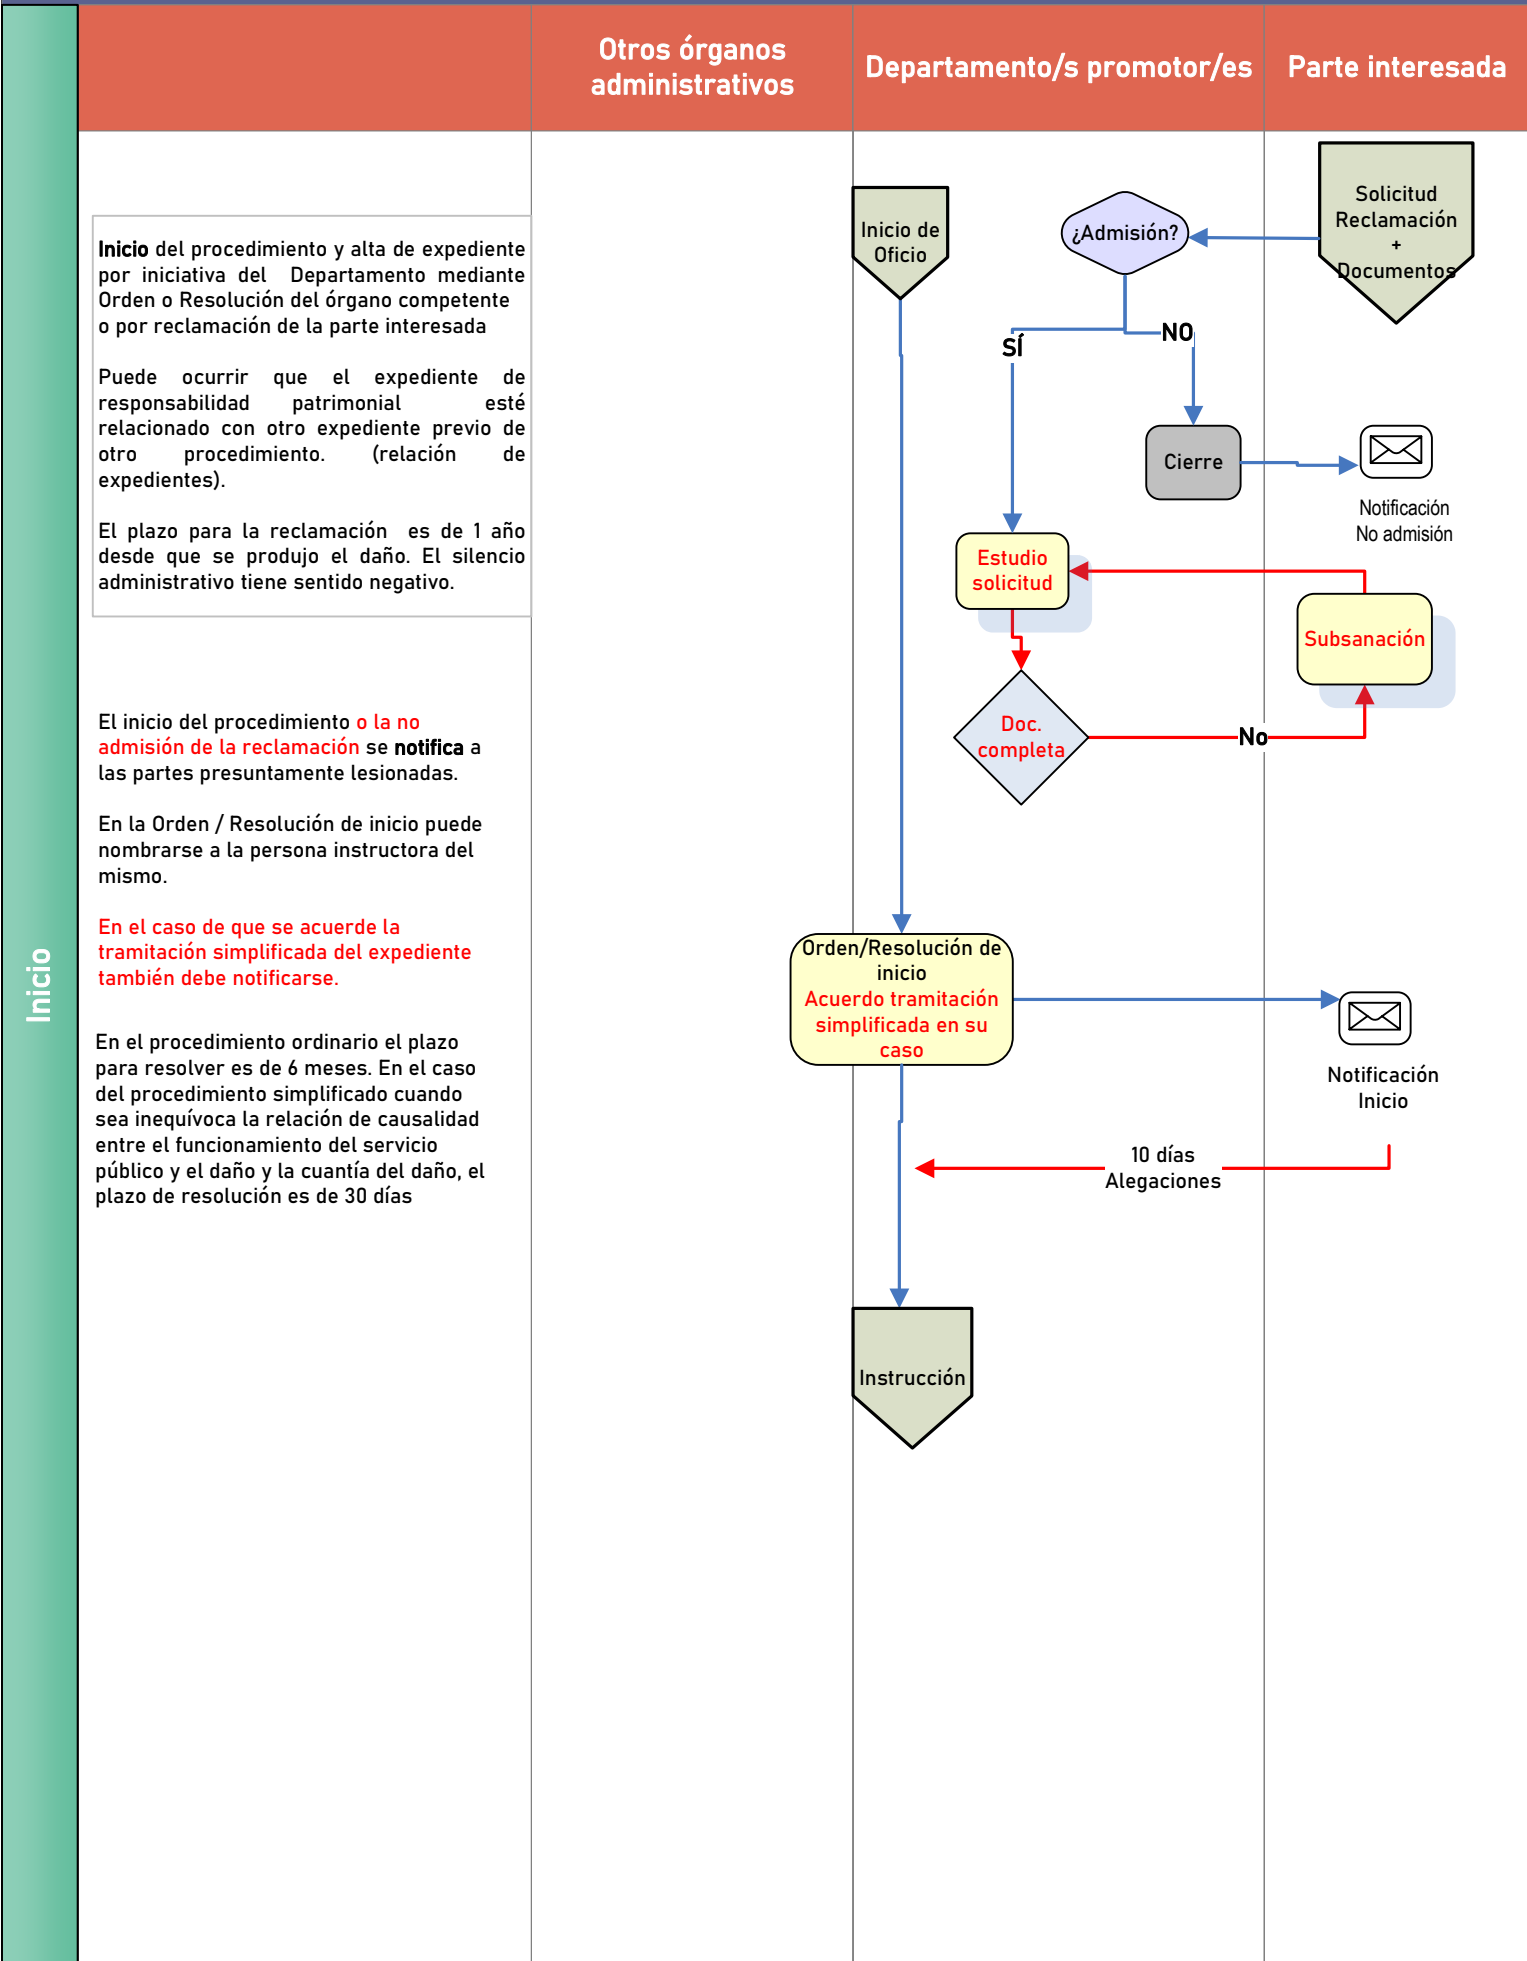 Otros órganos
administrativos
Departamento/s promotor/es
Parte interesada
Inicio
Inicio del procedimiento y alta de expediente
por iniciativa del Departamento mediante
Orden o Resolución del órgano competente
o por reclamación de la parte interesada
Puede ocurrir que el expediente de
responsabilidad patrimonial esté
relacionado con otro expediente previo de
otro procedimiento. (relación de
expedientes).
El plazo para la reclamación es de 1 año
desde que se produjo el daño. El silencio
administrativo tiene sentido negativo.
El inicio del procedimiento o la no
admisión de la reclamación se notifica a
las partes presuntamente lesionadas.
En la Orden / Resolución de inicio puede
nombrarse a la persona instructora del
mismo.
En el caso de que se acuerde la
tramitación simplificada del expediente
también debe notificarse.
En el procedimiento ordinario el plazo
para resolver es de 6 meses. En el caso
del procedimiento simplificado cuando
sea inequívoca la relación de causalidad
entre el funcionamiento del servicio
público y el daño y la cuantía del daño, el
plazo de resolución es de 30 días
Inicio de
Oficio
¿Admisión?
Solicitud
Reclamación
+
Documentos
SÍ
NO
Cierre
Notificación
No admisión
Estudio
solicitud
Subsanación
Doc.
completa
No
Orden/Resolución de
inicio
Acuerdo tramitación
simplificada en su
caso
Notificación
Inicio
10 días
Alegaciones
Instrucción